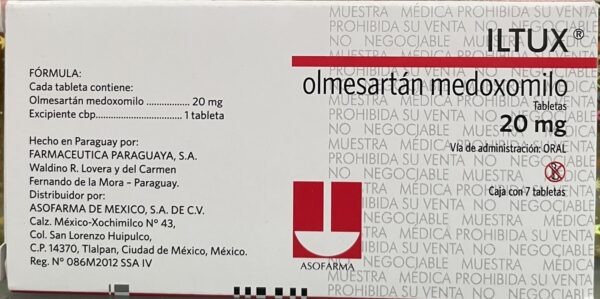 FÓRMULA:
Cada tableta contiene:
Olmesartán medoxomilo ................. 20 mg
Excipiente cbp................................. 1 tableta
Hecho en Paraguay por:
FARMACEUTICA PARAGUAYA, S.A.
Waldino R. Lovera y del Carmen
Fernando de la Mora – Paraguay.
Distribuidor por:
ASOFARMA DE MEXICO, S.A. DE C.V.
Calz. México-Xochimilco Nº 43,
Col. San Lorenzo Huipulco,
C.P. 14370, Tlalpan, Ciudad de México, México.
Reg. Nº 086M2012 SSA IV
MUESTRA MÉDICA PROHIBIDA SU VENTA
NO NEGOCIABLE
ILTUX®
olmesartán medoxomilo
Tabletas
20 mg
Vía de administración: ORAL
Caja con 7 tabletas
ASOFARMA